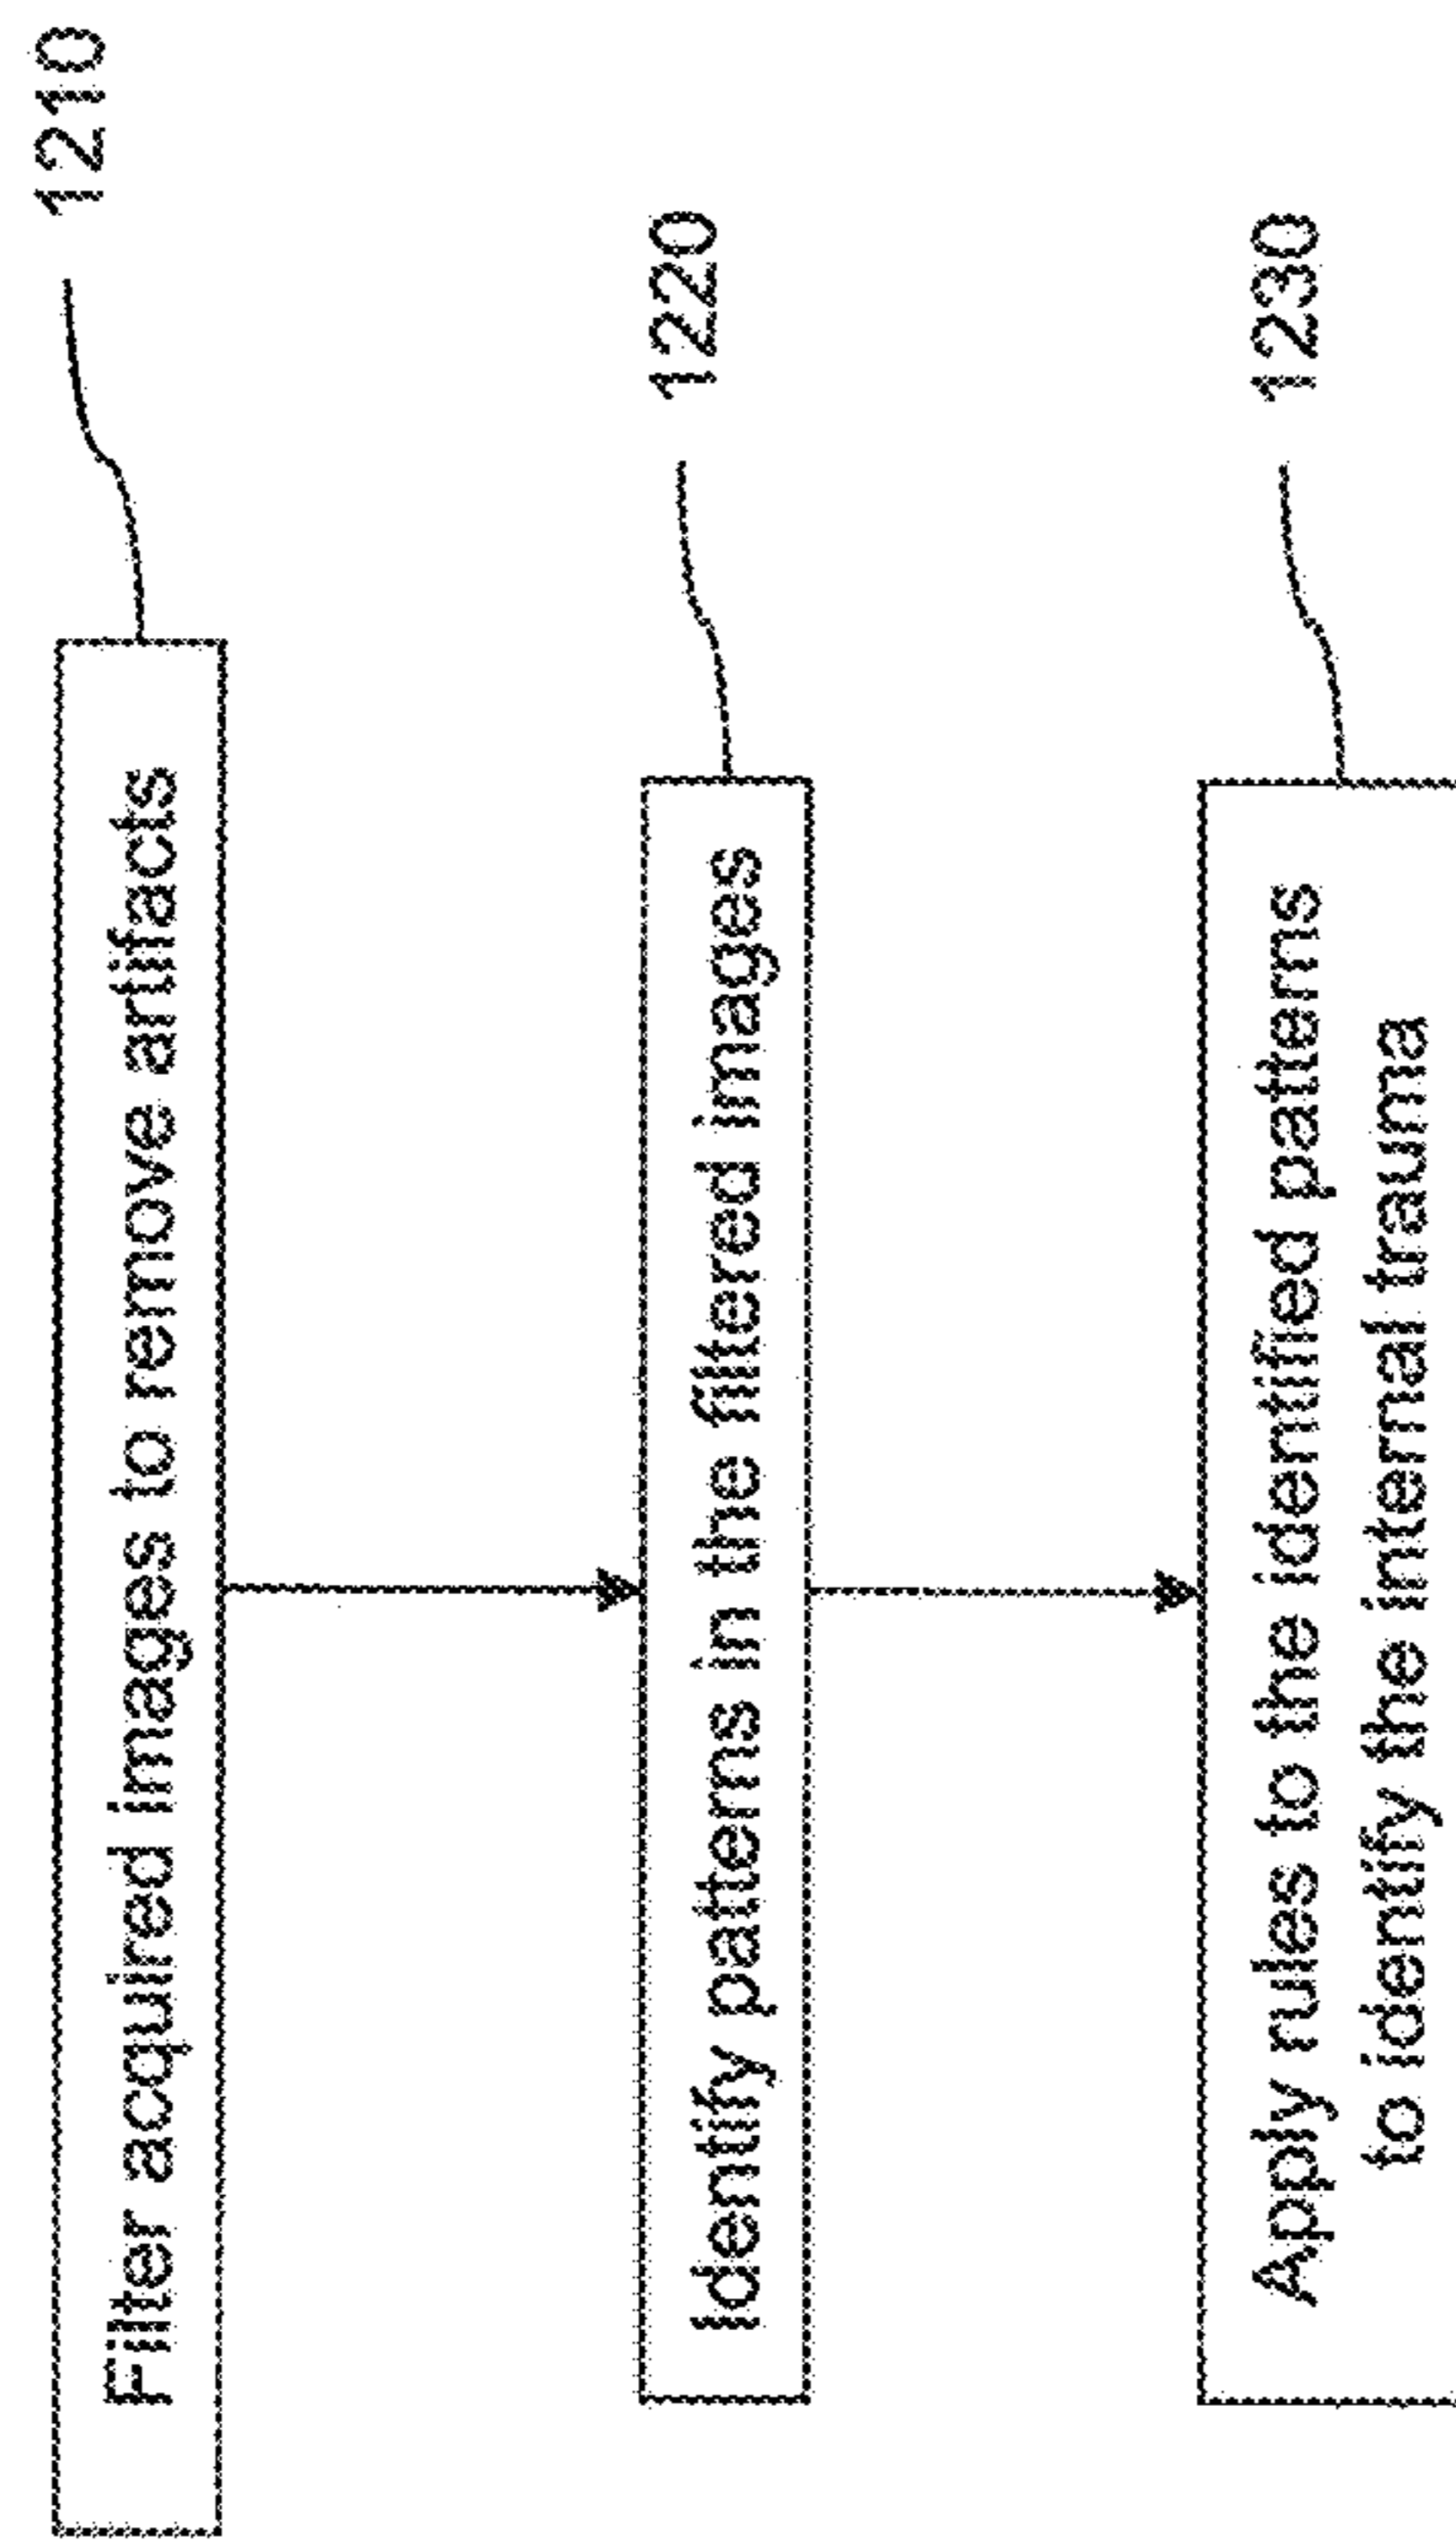 Filter acquired images to remove artifacts
1210
Identify patterns in the filtered images
1220
Apply rules to the identified patterns
to identify the internal trauma
1230